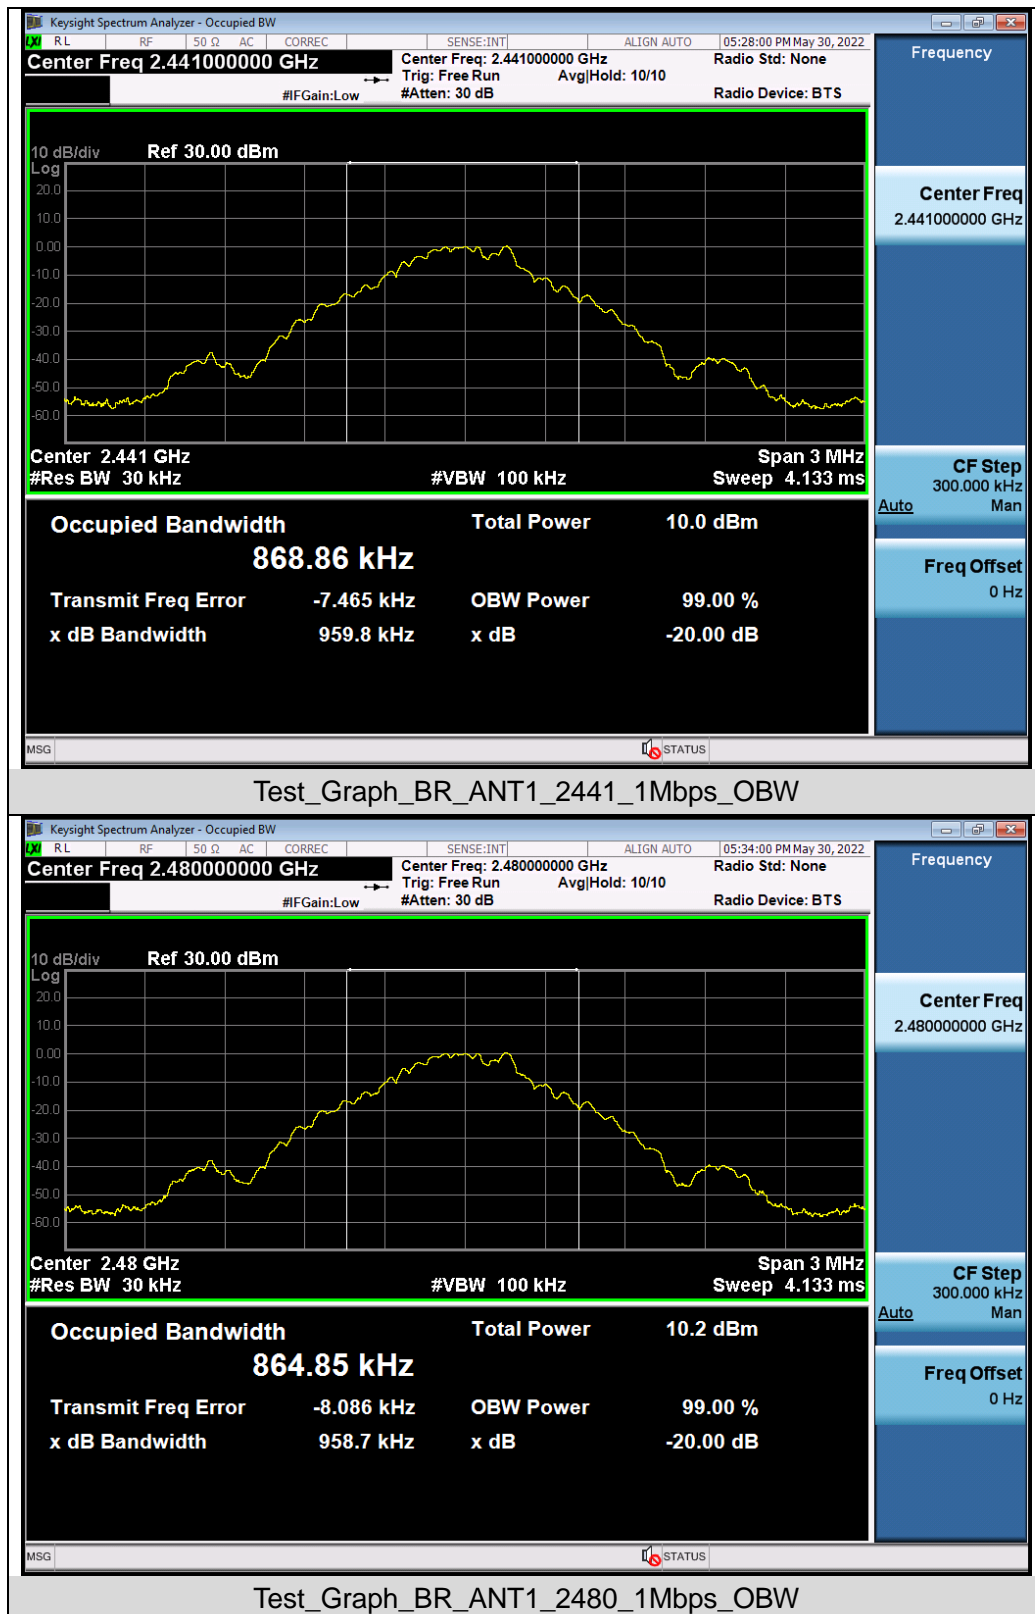 Keysight Spectrum Analyzer - Occupied BW
LXI RL RF 50 Ω AC CORREC SENSE:INT ALIGN AUTO 05:28:00 PM May 30, 2022
Center Freq 2.441000000 GHz
Center Freq: 2.441000000 GHz
Radio Std: None
Trig: Free Run Avg|Hold: 10/10
#IFGain:Low #Atten: 30 dB Radio Device: BTS
Frequency
10 dB/div Ref 30.00 dBm
Log
20.0
10.0
0.00
-10.0
-20.0
-30.0
-40.0
-50.0
-60.0
Center Freq
2.441000000 GHz
Center 2.441 GHz Span 3 MHz
#Res BW 30 kHz #VBW 100 kHz Sweep 4.133 ms
CF Step
300.000 kHz
Auto Man
Occupied Bandwidth Total Power 10.0 dBm
868.86 kHz
Transmit Freq Error -7.465 kHz OBW Power 99.00 %
x dB Bandwidth 959.8 kHz x dB -20.00 dB
Freq Offset
0 Hz
MSG STATUS
Test_Graph_BR_ANT1_2441_1Mbps_OBW
Keysight Spectrum Analyzer - Occupied BW
LXI RL RF 50 Ω AC CORREC SENSE:INT ALIGN AUTO 05:34:00 PM May 30, 2022
Center Freq 2.480000000 GHz
Center Freq: 2.480000000 GHz
Radio Std: None
Trig: Free Run Avg|Hold: 10/10
#IFGain:Low #Atten: 30 dB Radio Device: BTS
Frequency
10 dB/div Ref 30.00 dBm
Log
20.0
10.0
0.00
-10.0
-20.0
-30.0
-40.0
-50.0
-60.0
Center Freq
2.480000000 GHz
Center 2.48 GHz Span 3 MHz
#Res BW 30 kHz #VBW 100 kHz Sweep 4.133 ms
CF Step
300.000 kHz
Auto Man
Occupied Bandwidth Total Power 10.2 dBm
864.85 kHz
Transmit Freq Error -8.086 kHz OBW Power 99.00 %
x dB Bandwidth 958.7 kHz x dB -20.00 dB
Freq Offset
0 Hz
MSG STATUS
Test_Graph_BR_ANT1_2480_1Mbps_OBW